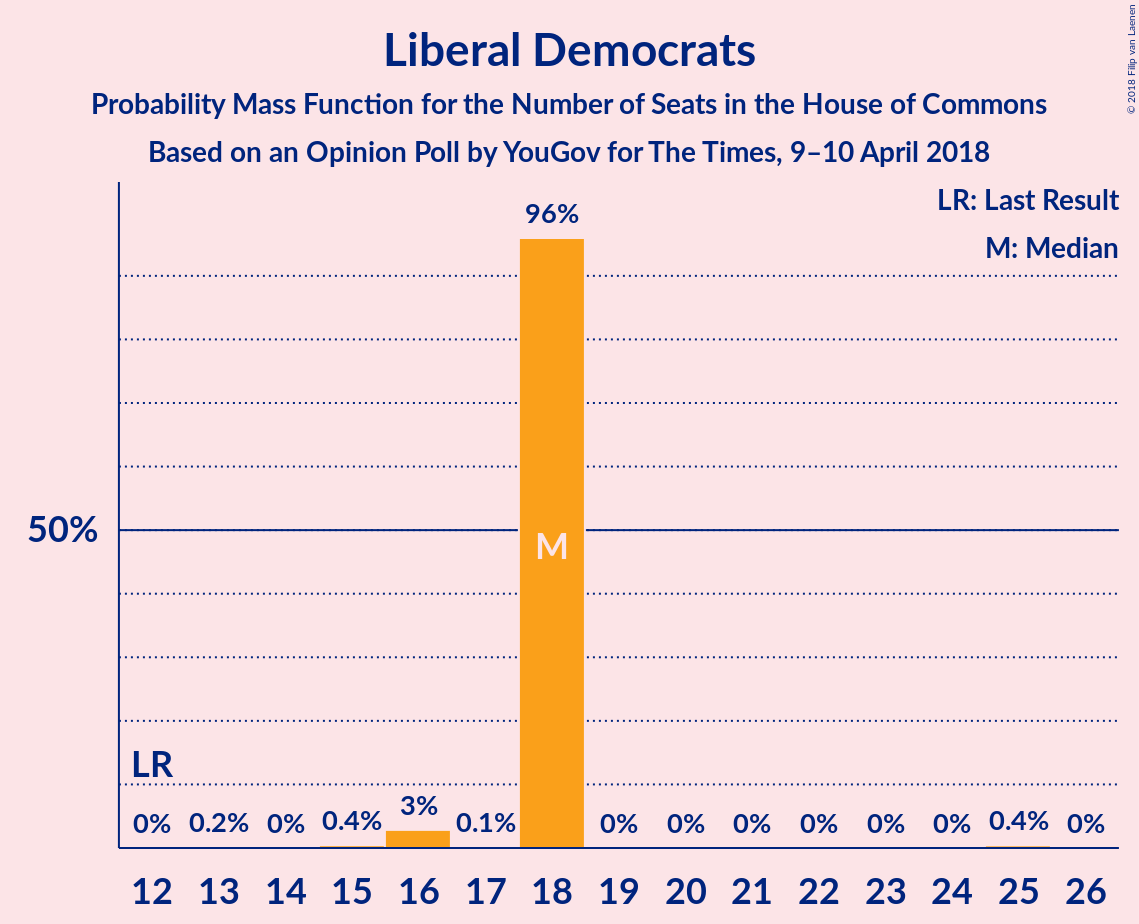 Liberal Democrats
Probability Mass Function for the Number of Seats in the House of Commons
Based on an Opinion Poll by YouGov for The Times, 9–10 April 2018
© 2018 Filip van Laenen
LR: Last Result
M: Median
96%
50%
M
LR
0% 0.2% 0% 0.4% 3% 0.1% 0% 0% 0% 0% 0% 0% 0.4% 0%
12 13 14 15 16 17 18 19 20 21 22 23 24 25 26